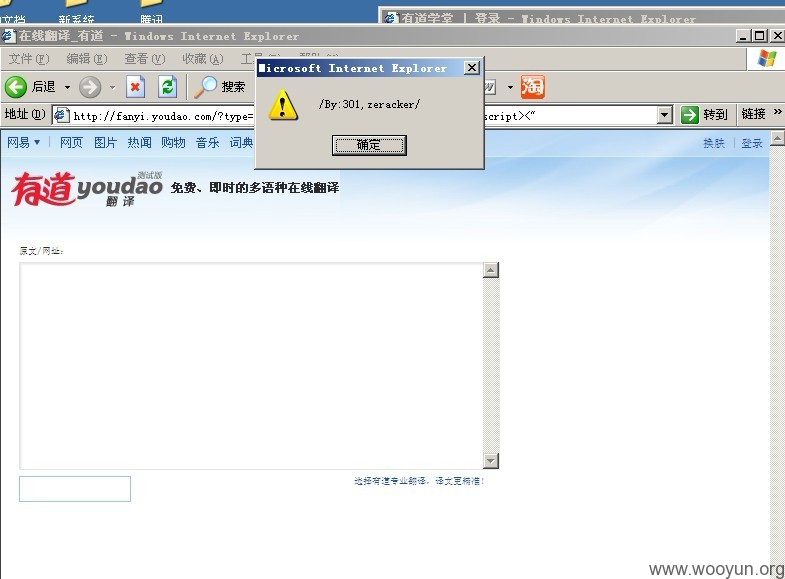 文档
新系统
腾讯
有道学堂 | 登录 - Windows Internet Explorer
在线翻译_有道 - Windows Internet Explorer
文件(F) 编辑(E) 查看(V) 收藏(A)
后退
搜索
淘
地址(D) http://fanyi.youdao.com/?type= script><"
转到 链接 »
Microsoft Internet Explorer
/By:301,zeracker/
确定
网易 网页 图片 热闻 购物 音乐 词典
换肤 登录
有道 youdao 翻译 测试版
免费、即时的多语种在线翻译
原文/网址:
选择有道专业翻译，译文更精准!
www.wooyun.org